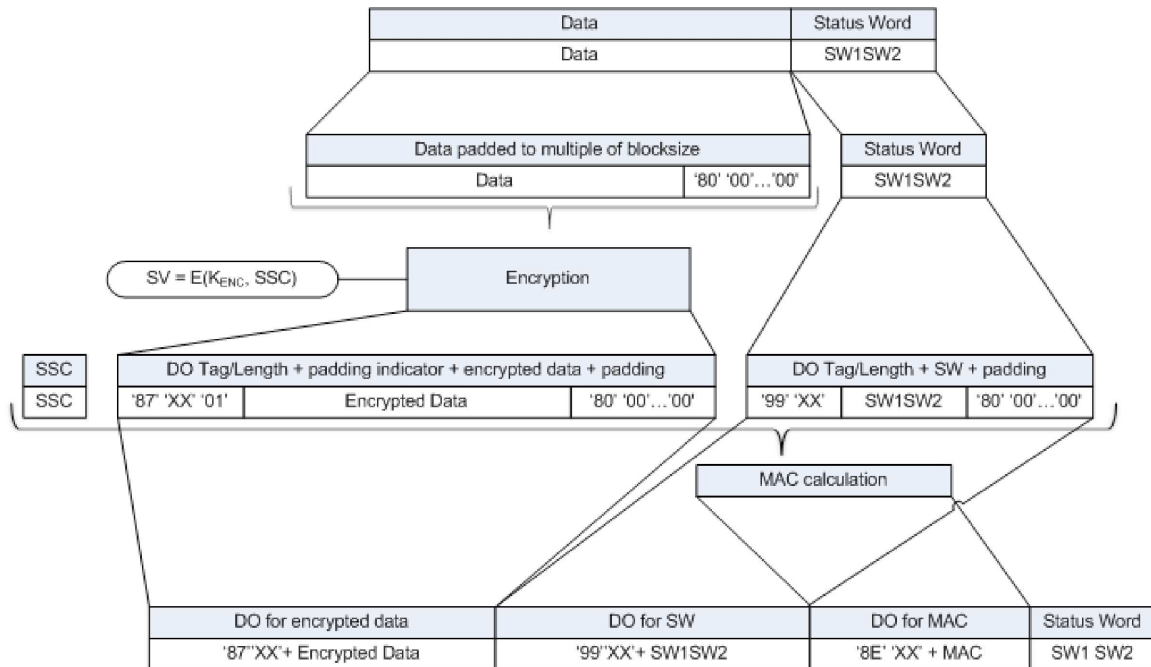 Data Status Word
Data SW1SW2
Data padded to multiple of blocksize Status Word
Data ‘80’ ‘00’…‘00’ SW1SW2
SV = E(KENC, SSC) Encryption
SSC DO Tag/Length + padding indicator + encrypted data + padding DO Tag/Length + SW + padding
SSC ‘87’ ‘XX’ ‘01’ Encrypted Data ‘80’ ‘00’…‘00’ ‘99’ ‘XX’ SW1SW2 ‘80’ ‘00’…‘00’
MAC calculation
DO for encrypted data DO for SW DO for MAC Status Word
‘87’’XX’+ Encrypted Data ‘99’’XX’+ SW1SW2 ‘8E’ ‘XX’ + MAC SW1 SW2